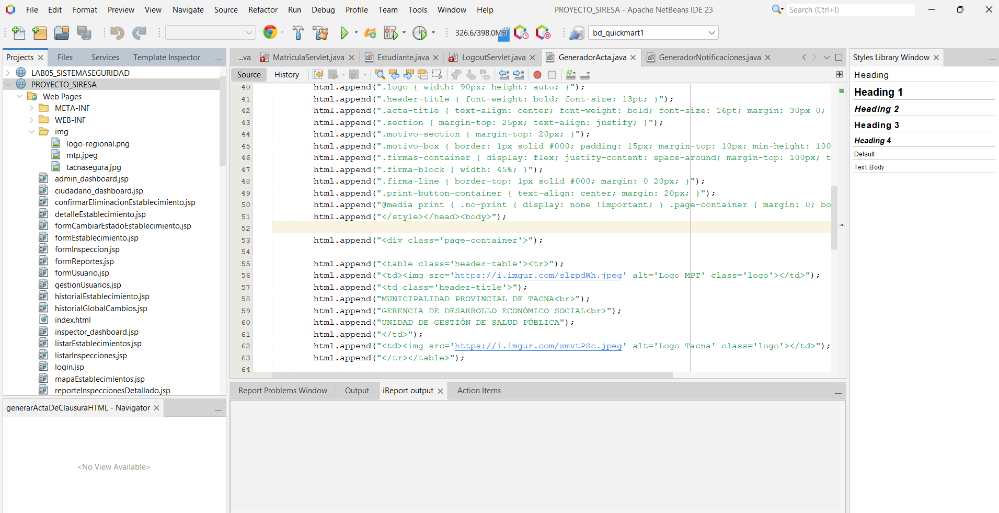 File Edit Format Preview View Navigate Source Refactor Run Debug Profile Team Tools Window Help PROYECTO_SIRESA - Apache NetBeans IDE 23 Search (Ctrl+I)
326.6/398.0MB bd_quickmart1
Projects Files Services Template Inspector
LAB05_SISTEMASEGURIDAD
PROYECTO_SIRESA
Web Pages
META-INF
WEB-INF
img
logo-regional.png
mtp.jpeg
tacnasegura.jpg
admin_dashboard.jsp
ciudadano_dashboard.jsp
confirmarEliminacionEstablecimiento.jsp
detalleEstablecimiento.jsp
formCambiarEstadoEstablecimiento.jsp
formEstablecimiento.jsp
formInspeccion.jsp
formReportes.jsp
formUsuario.jsp
gestionUsuarios.jsp
historialEstablecimiento.jsp
historialGlobalCambios.jsp
index.html
inspector_dashboard.jsp
listarEstablecimientos.jsp
listarInspecciones.jsp
login.jsp
mapaEstablecimientos.jsp
reporteInspeccionesDetallado.jsp
generarActaDeClausuraHTML - Navigator
<No View Available>
...va MatriculaServlet.java Estudiante.java LogoutServlet.java GeneradorActa.java GeneradorNotificaciones.java
Source History
40 html.append(".logo { width: 90px; height: auto; }");
41 html.append(".header-title { font-weight: bold; font-size: 13pt; }");
42 html.append(".acta-title { text-align: center; font-weight: bold; font-size: 16pt; margin: 30px 0;
43 html.append(".section { margin-top: 25px; text-align: justify; }");
44 html.append(".motivo-section { margin-top: 20px; }");
45 html.append(".motivo-box { border: 1px solid #000; padding: 15px; margin-top: 10px; min-height: 100
46 html.append(".firmas-container { display: flex; justify-content: space-around; margin-top: 100px; t
47 html.append(".firma-block { width: 45%; }");
48 html.append(".firma-line { border-top: 1px solid #000; margin: 0 20px; }");
49 html.append(".print-button-container { text-align: center; margin: 20px; }");
50 html.append("@media print { .no-print { display: none !important; } .page-container { margin: 0; bo
51 html.append("</style></head><body>");
52
53 html.append("<div class='page-container'>");
54
55 html.append("<table class='header-table'><tr>");
56 html.append("<td><img src='https://i.imgur.com/slzpdWh.jpeg' alt='Logo MPT' class='logo'></td>");
57 html.append("<td class='header-title'>");
58 html.append("MUNICIPALIDAD PROVINCIAL DE TACNA<br>");
59 html.append("GERENCIA DE DESARROLLO ECONÓMICO SOCIAL<br>");
60 html.append("UNIDAD DE GESTIÓN DE SALUD PÚBLICA");
61 html.append("</td>");
62 html.append("<td><img src='https://i.imgur.com/xmvtPSc.jpeg' alt='Logo Tacna' class='logo'></td>");
63 html.append("</tr></table>");
64
Report Problems Window Output iReport output Action Items
Styles Library Window
Heading
Heading 1
Heading 2
Heading 3
Heading 4
Default
Text Body